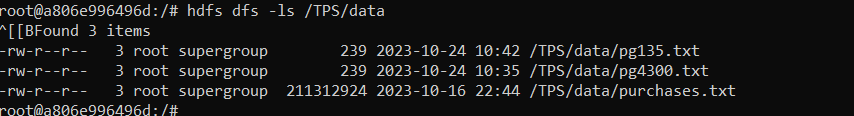 root@a806e996496d:/# hdfs dfs -ls /TPS/data
^[[BFound 3 items
-rw-r--r--   3 root supergroup        239 2023-10-24 10:42 /TPS/data/pg135.txt
-rw-r--r--   3 root supergroup        239 2023-10-24 10:35 /TPS/data/pg4300.txt
-rw-r--r--   3 root supergroup  211312924 2023-10-16 22:44 /TPS/data/purchases.txt
root@a806e996496d:/#